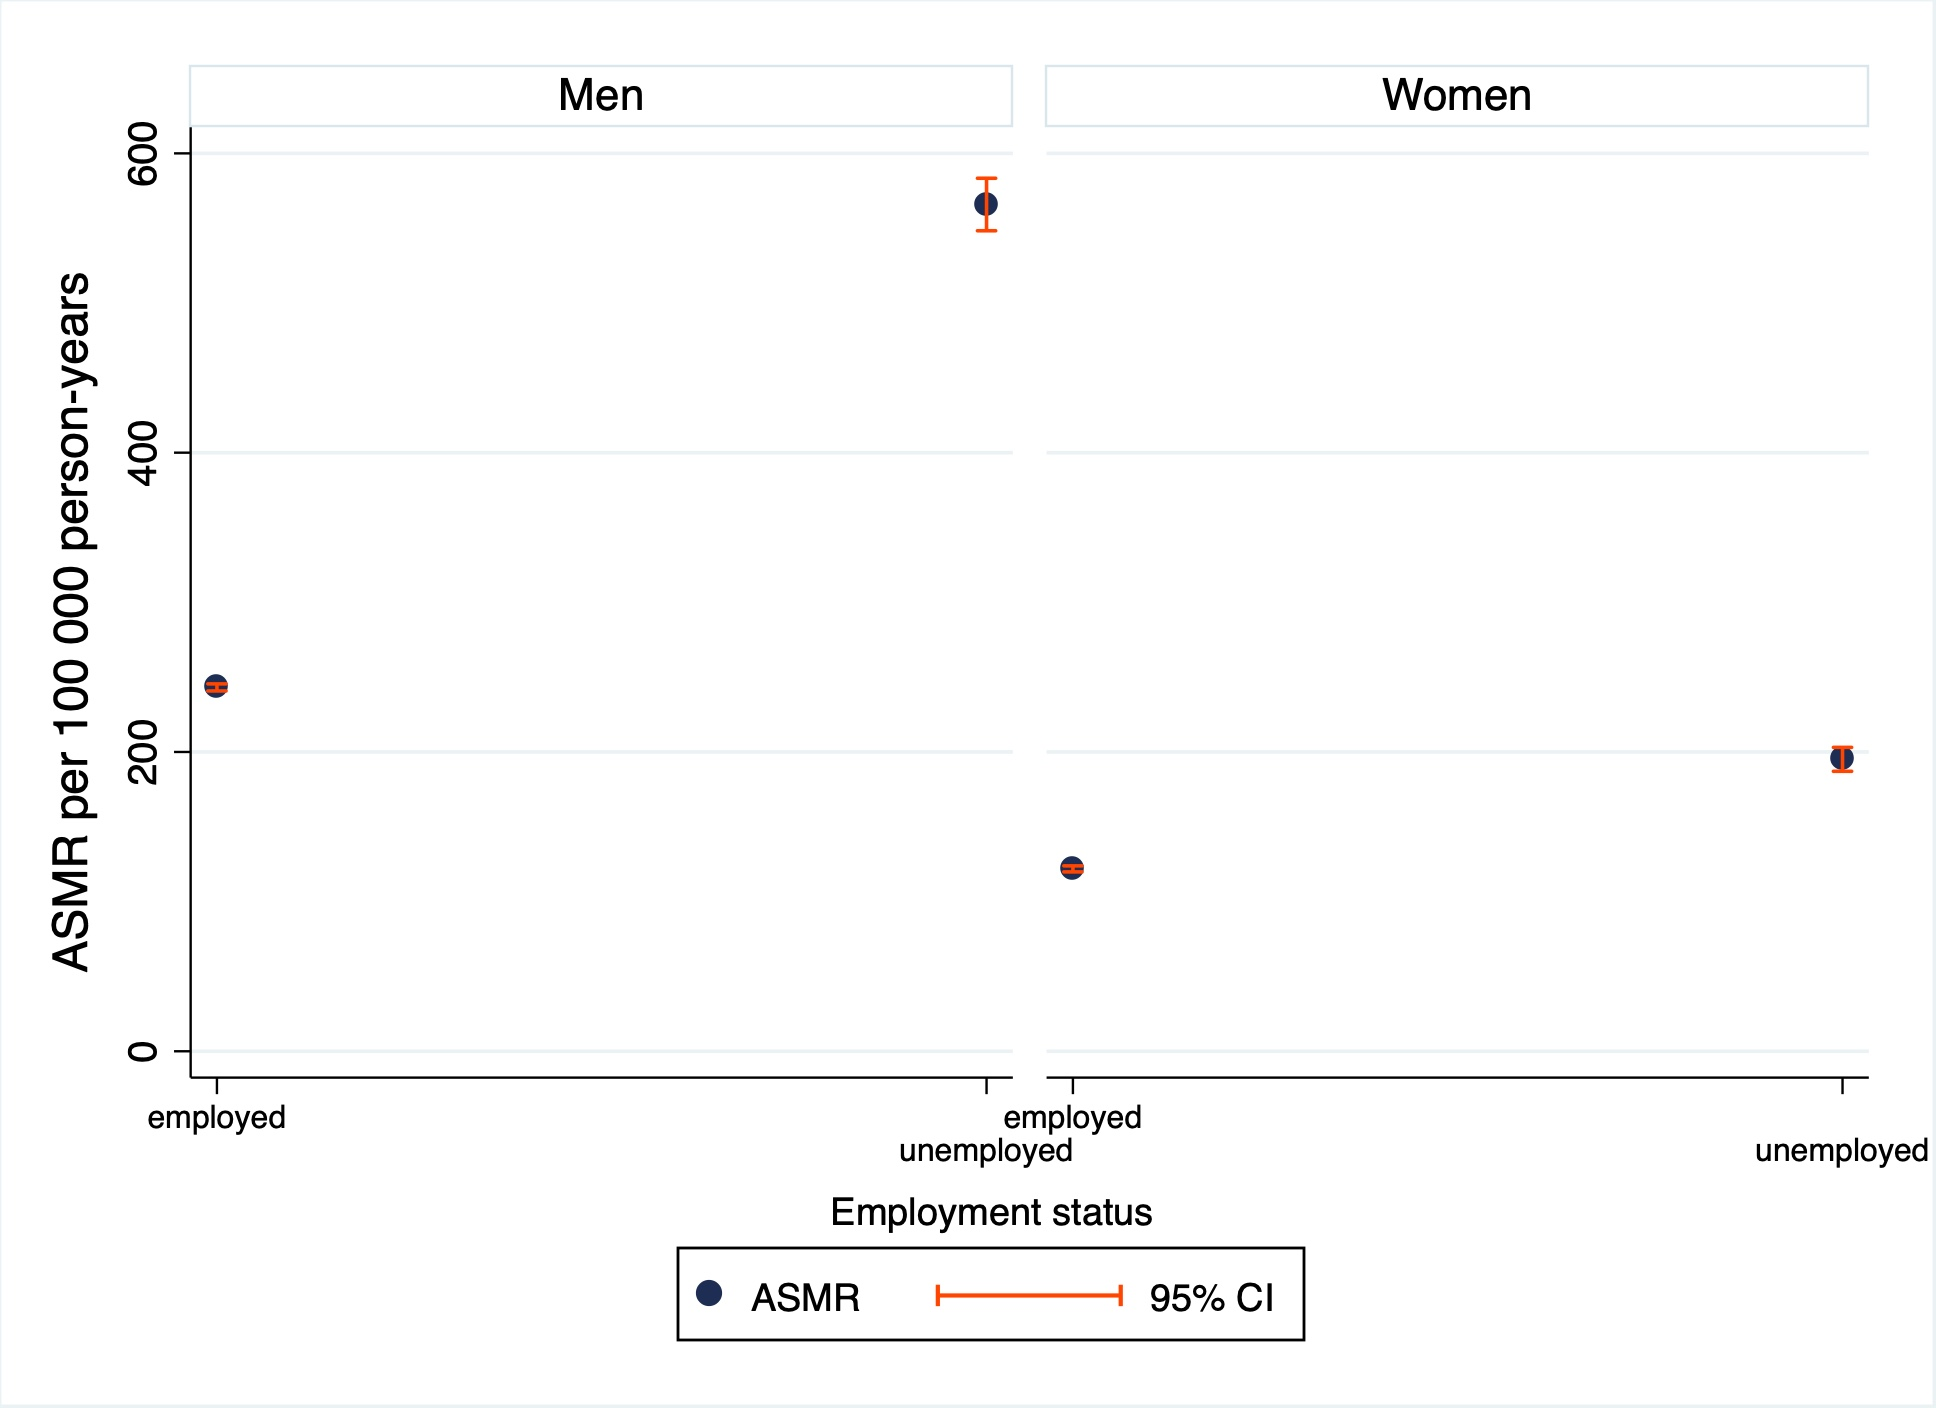 Men
Women
ASMR per 100 000 person-years
600
400
200
0
employed
unemployed
employed
unemployed
Employment status
ASMR
95% CI